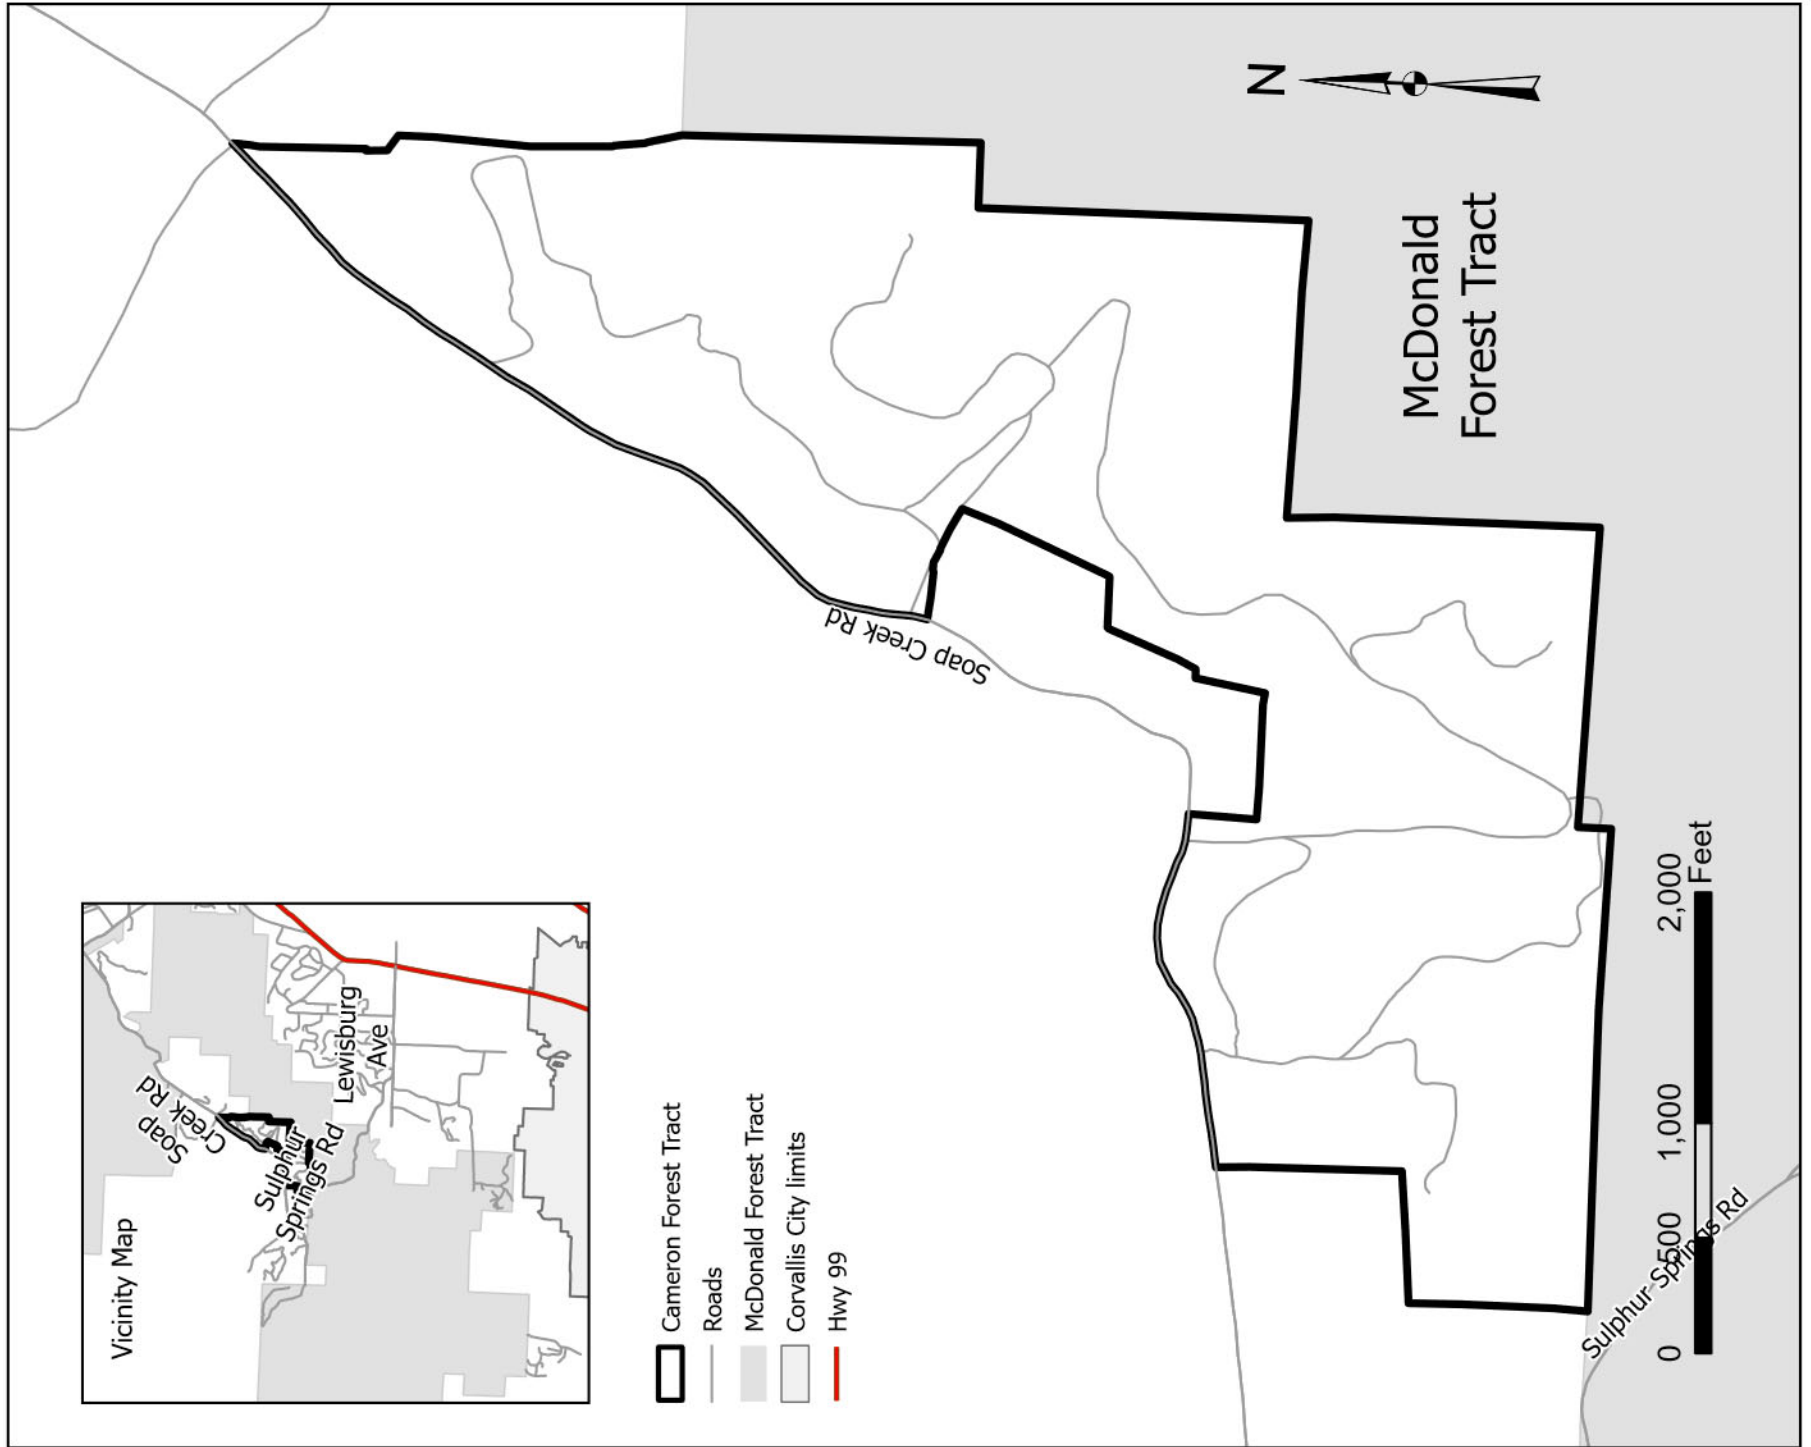 Vicinity Map
Soap
Creek Rd
Sulphur
Springs Rd
Lewisburg
Ave
Cameron Forest Tract
Roads
McDonald Forest Tract
Corvallis City limits
Hwy 99
Soap Creek Rd
N
McDonald
Forest Tract
Sulphur Springs Rd
0 500 1,000 2,000
Feet